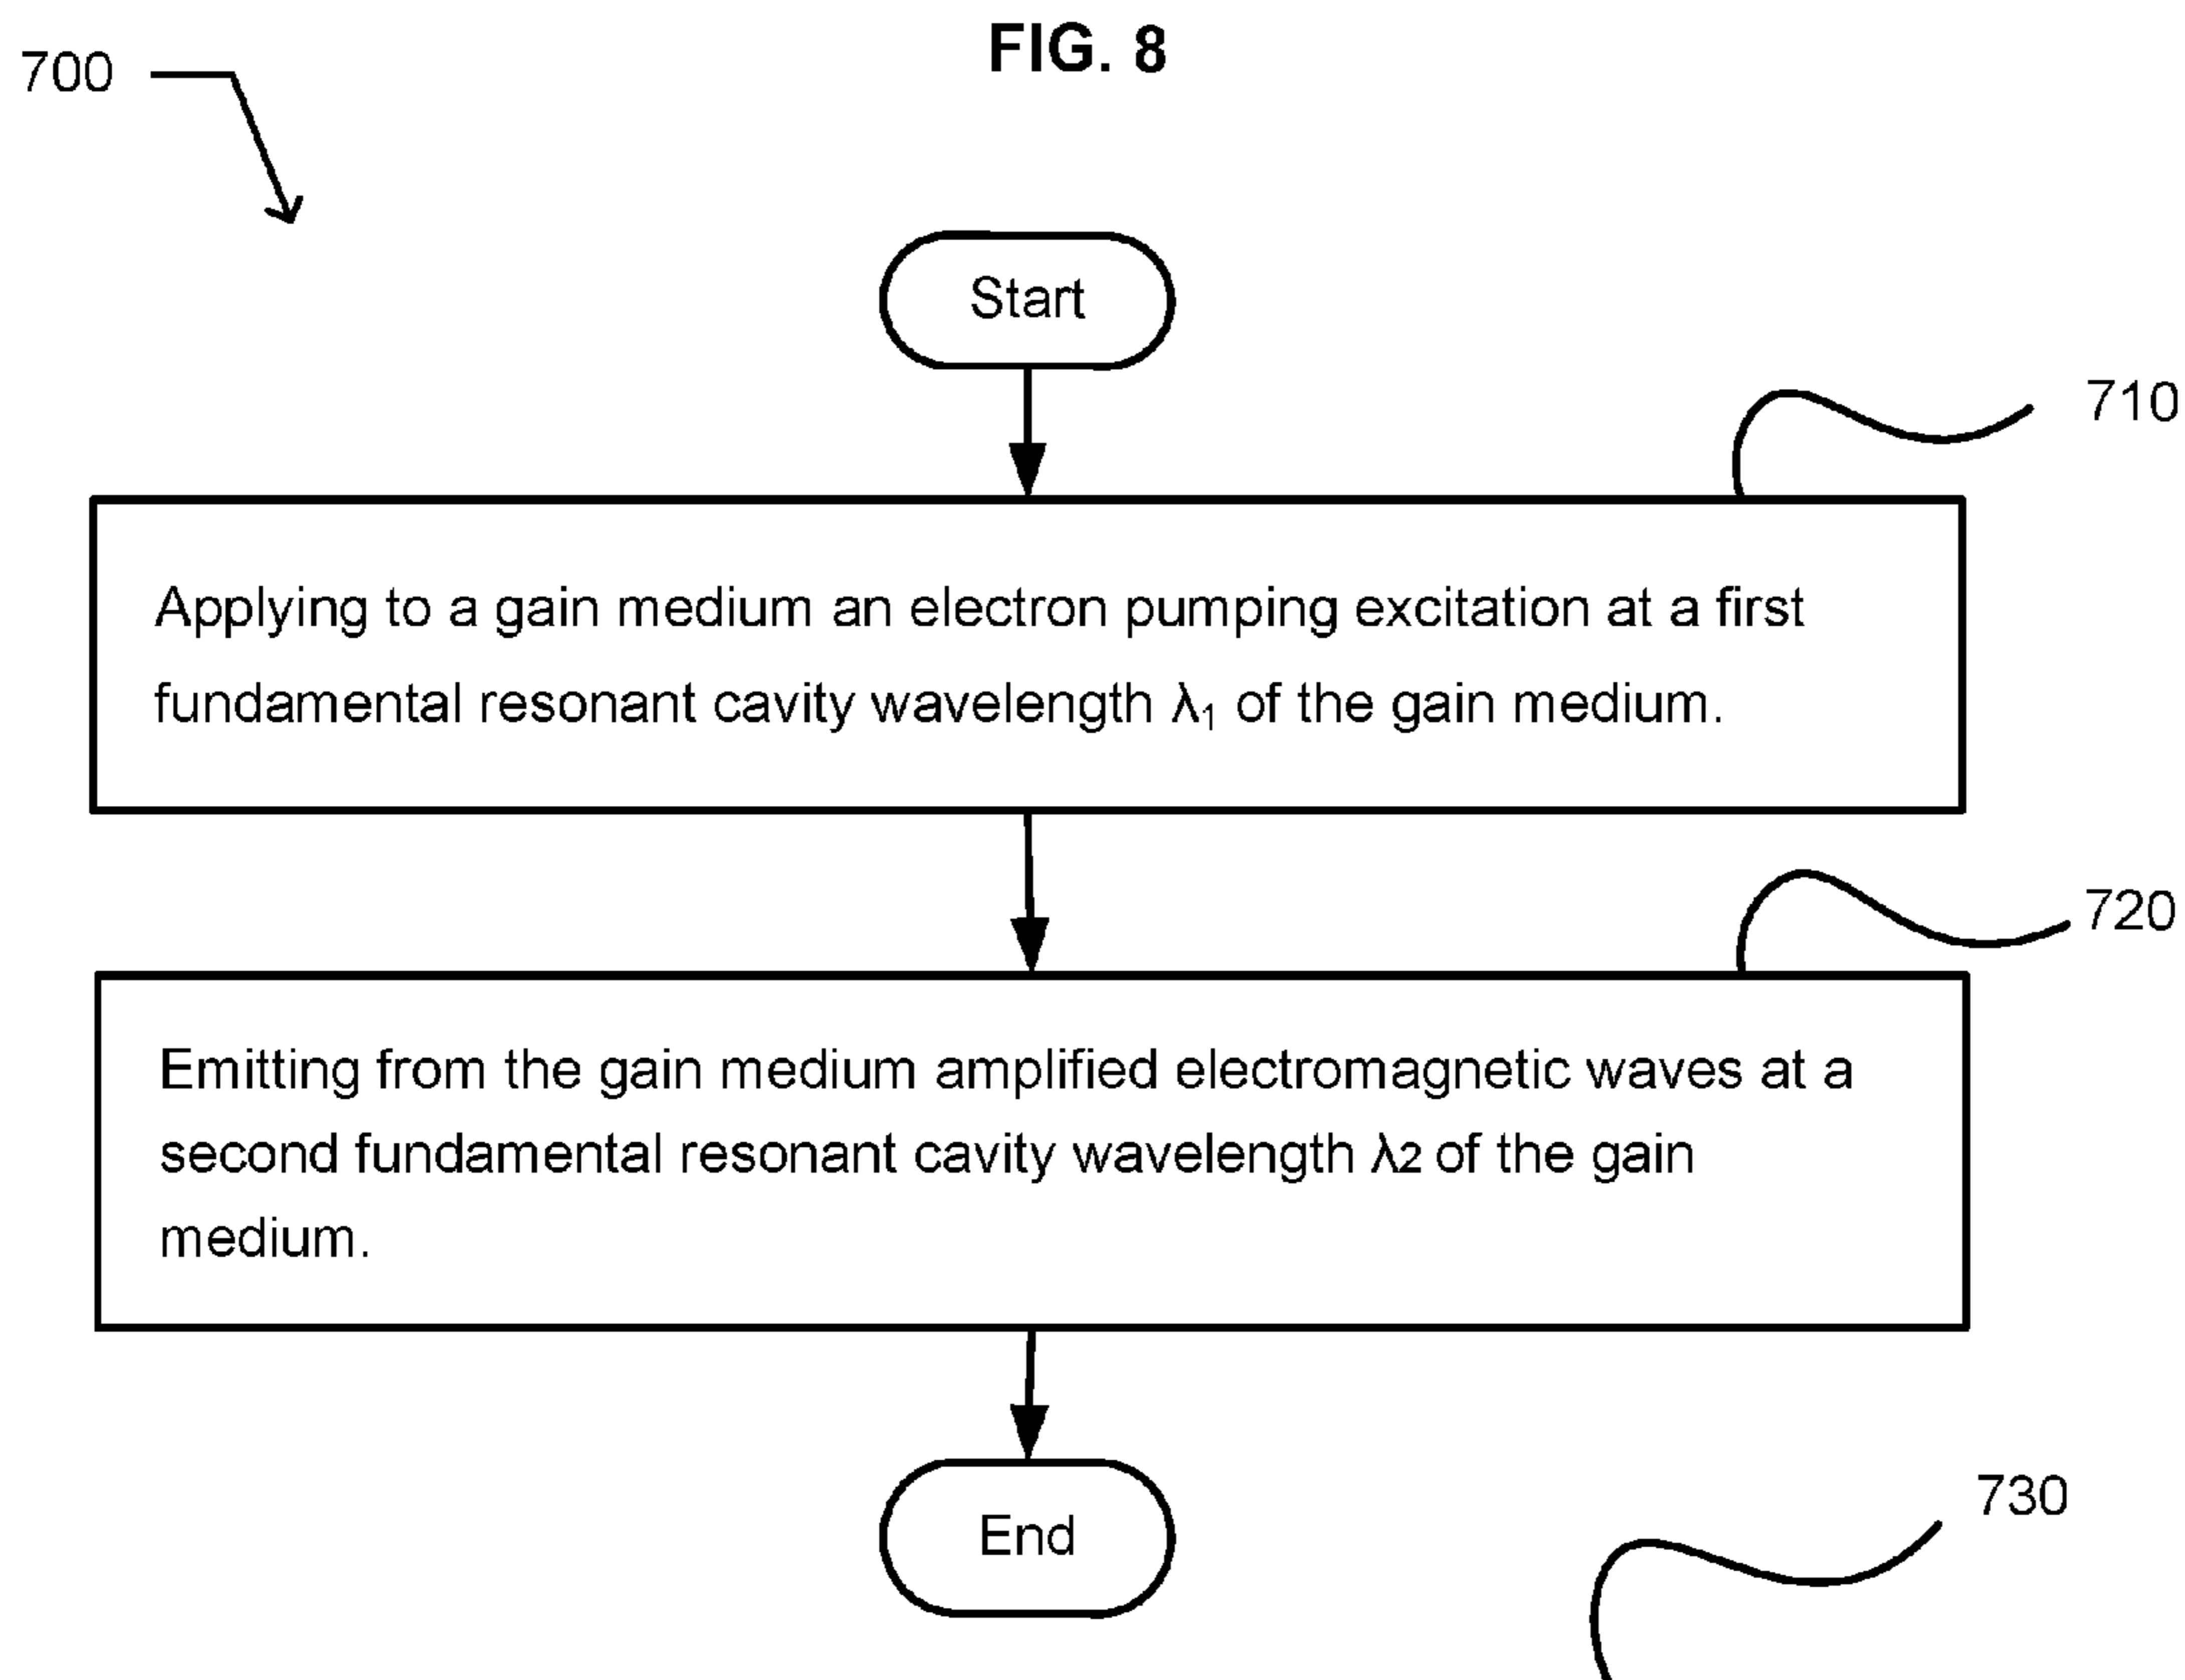 FIG. 8
700
Start
710
Applying to a gain medium an electron pumping excitation at a first
fundamental resonant cavity wavelength λ₁ of the gain medium.
720
Emitting from the gain medium amplified electromagnetic waves at a
second fundamental resonant cavity wavelength λ2 of the gain
medium.
End
730